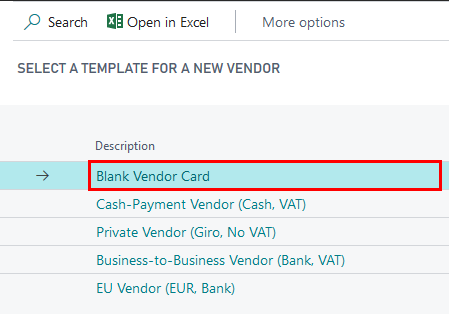 Search Open in Excel More options
SELECT A TEMPLATE FOR A NEW VENDOR
Description
Blank Vendor Card
Cash-Payment Vendor (Cash, VAT)
Private Vendor (Giro, No VAT)
Business-to-Business Vendor (Bank, VAT)
EU Vendor (EUR, Bank)